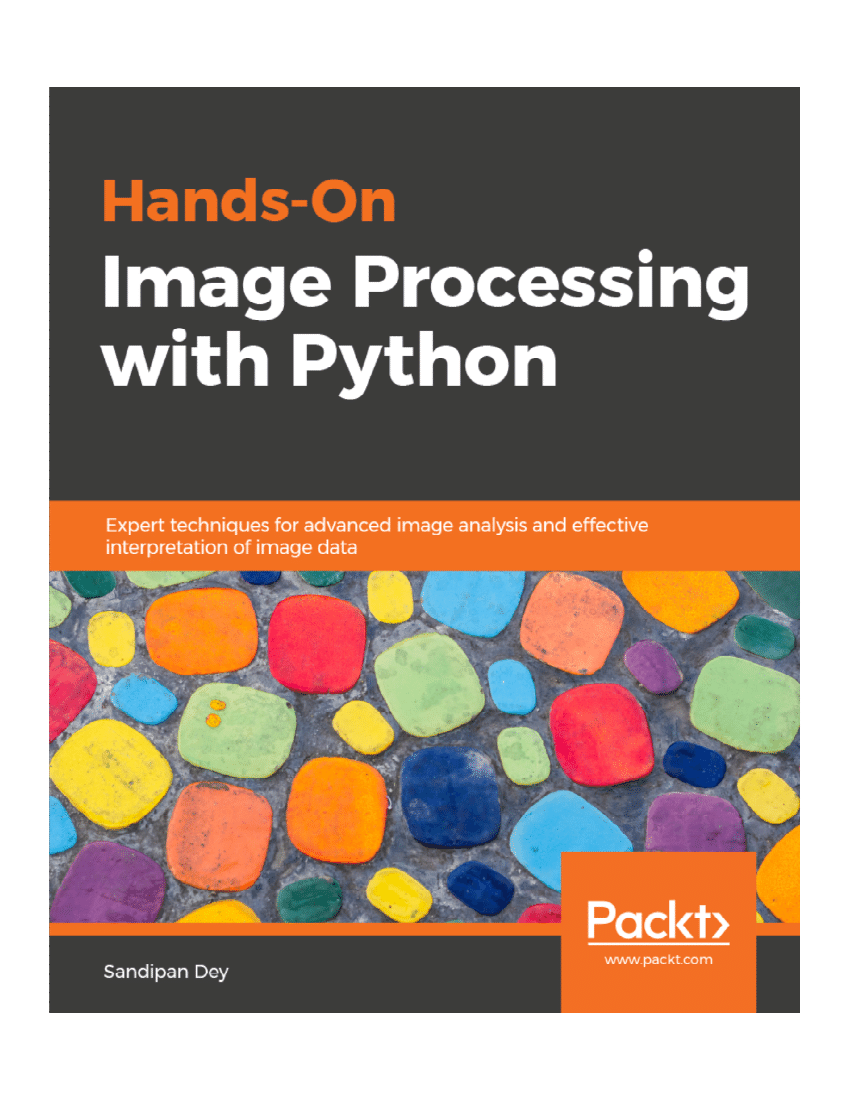 Hands-On
Image Processing
with Python
Expert techniques for advanced image analysis and effective
interpretation of image data
Packt>
www.packt.com
Sandipan Dey